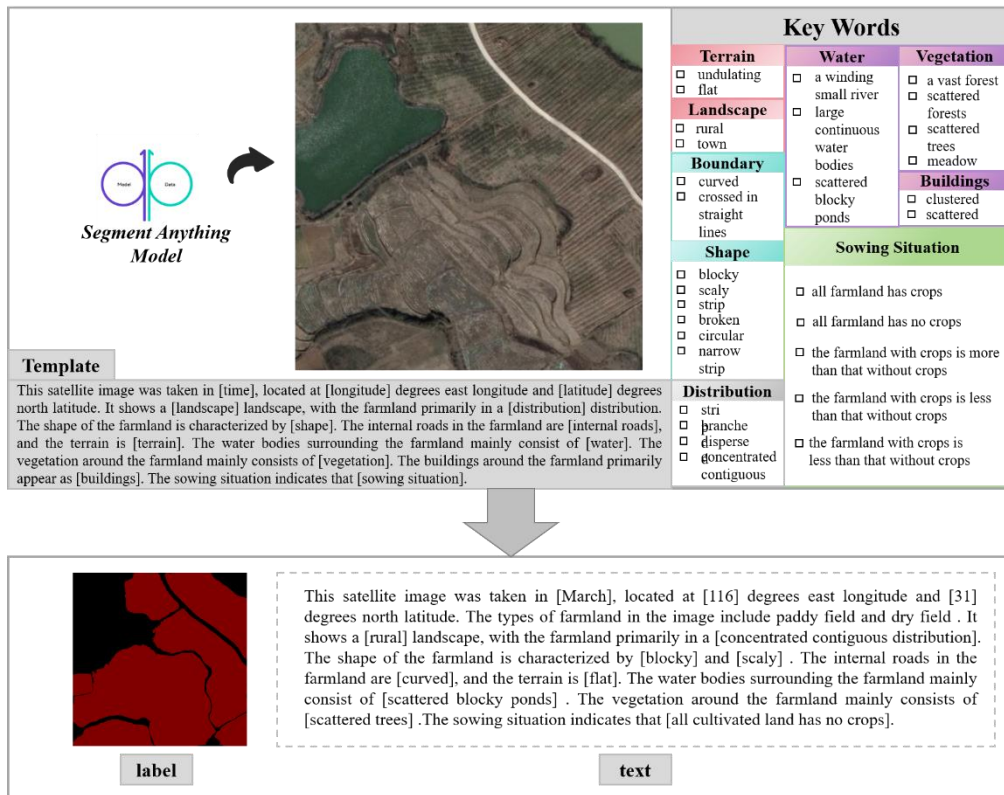 Model
Data
Segment Anything
Model
Key Words
Terrain
☐ undulating
☐ flat
Landscape
☐ rural
☐ town
Boundary
☐ curved
☐ crossed in
straight
lines
Shape
☐ blocky
☐ scaly
☐ strip
☐ broken
☐ circular
☐ narrow
strip
Distribution
☐ stri
☐ branche
☐ disperse
☐ concentrated
contiguous
Water
☐ a winding
small river
☐ large
continuous
water
bodies
☐ scattered
blocky
ponds
Vegetation
☐ a vast forest
☐ scattered
forests
☐ scattered
trees
☐ meadow
Buildings
☐ clustered
☐ scattered
Sowing Situation
☐ all farmland has crops
☐ all farmland has no crops
☐ the farmland with crops is more
than that without crops
☐ the farmland with crops is less
than that without crops
☐ the farmland with crops is
less than that without crops
Template
This satellite image was taken in [time], located at [longitude] degrees east longitude and [latitude] degrees
north latitude. It shows a [landscape] landscape, with the farmland primarily in a [distribution] distribution.
The shape of the farmland is characterized by [shape]. The internal roads in the farmland are [internal roads],
and the terrain is [terrain]. The water bodies surrounding the farmland mainly consist of [water]. The
vegetation around the farmland mainly consists of [vegetation]. The buildings around the farmland primarily
appear as [buildings]. The sowing situation indicates that [sowing situation].
This satellite image was taken in [March], located at [116] degrees east longitude and [31]
degrees north latitude. The types of farmland in the image include paddy field and dry field . It
shows a [rural] landscape, with the farmland primarily in a [concentrated contiguous distribution].
The shape of the farmland is characterized by [blocky] and [scaly] . The internal roads in the
farmland are [curved], and the terrain is [flat]. The water bodies surrounding the farmland mainly
consist of [scattered blocky ponds] . The vegetation around the farmland mainly consists of
[scattered trees] .The sowing situation indicates that [all cultivated land has no crops].
label
text